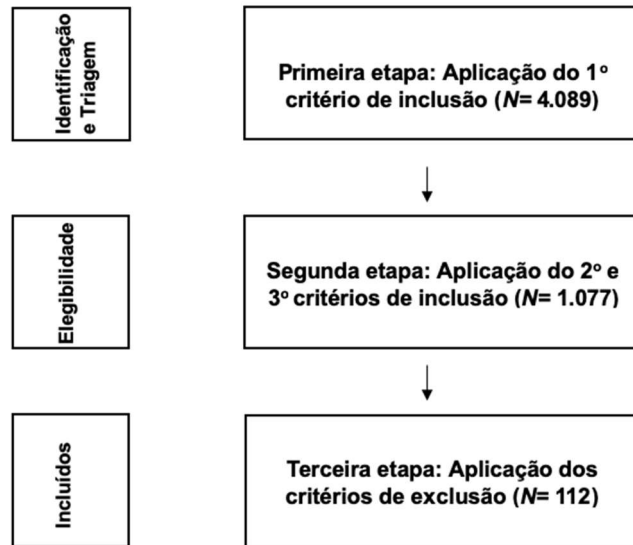 Identificação
e Triagem
Primeira etapa: Aplicação do 1º
critério de inclusão (N= 4.089)
Elegibilidade
Segunda etapa: Aplicação do 2º e
3º critérios de inclusão (N= 1.077)
Incluídos
Terceira etapa: Aplicação dos
critérios de exclusão (N= 112)